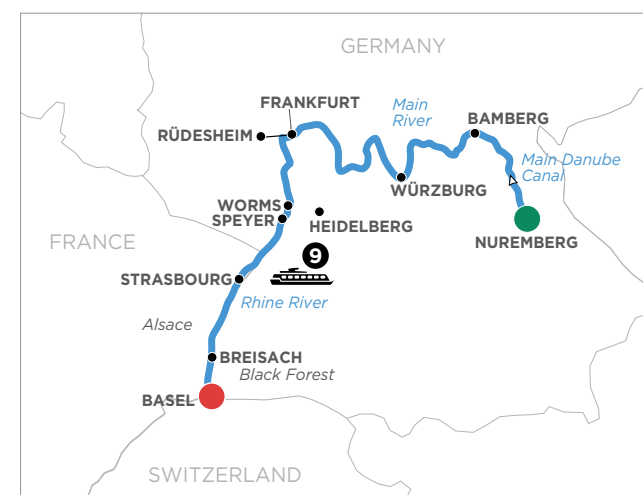 GERMANY
FRANKFURT
Main
River
BAMBERG
RÜDESHEIM
Main Danube
Canal
WÜRZBURG
WORMS
SPEYER
HEIDELBERG
NUREMBERG
FRANCE
9
STRASBOURG
Rhine River
Alsace
BREISACH
Black Forest
BASEL
SWITZERLAND